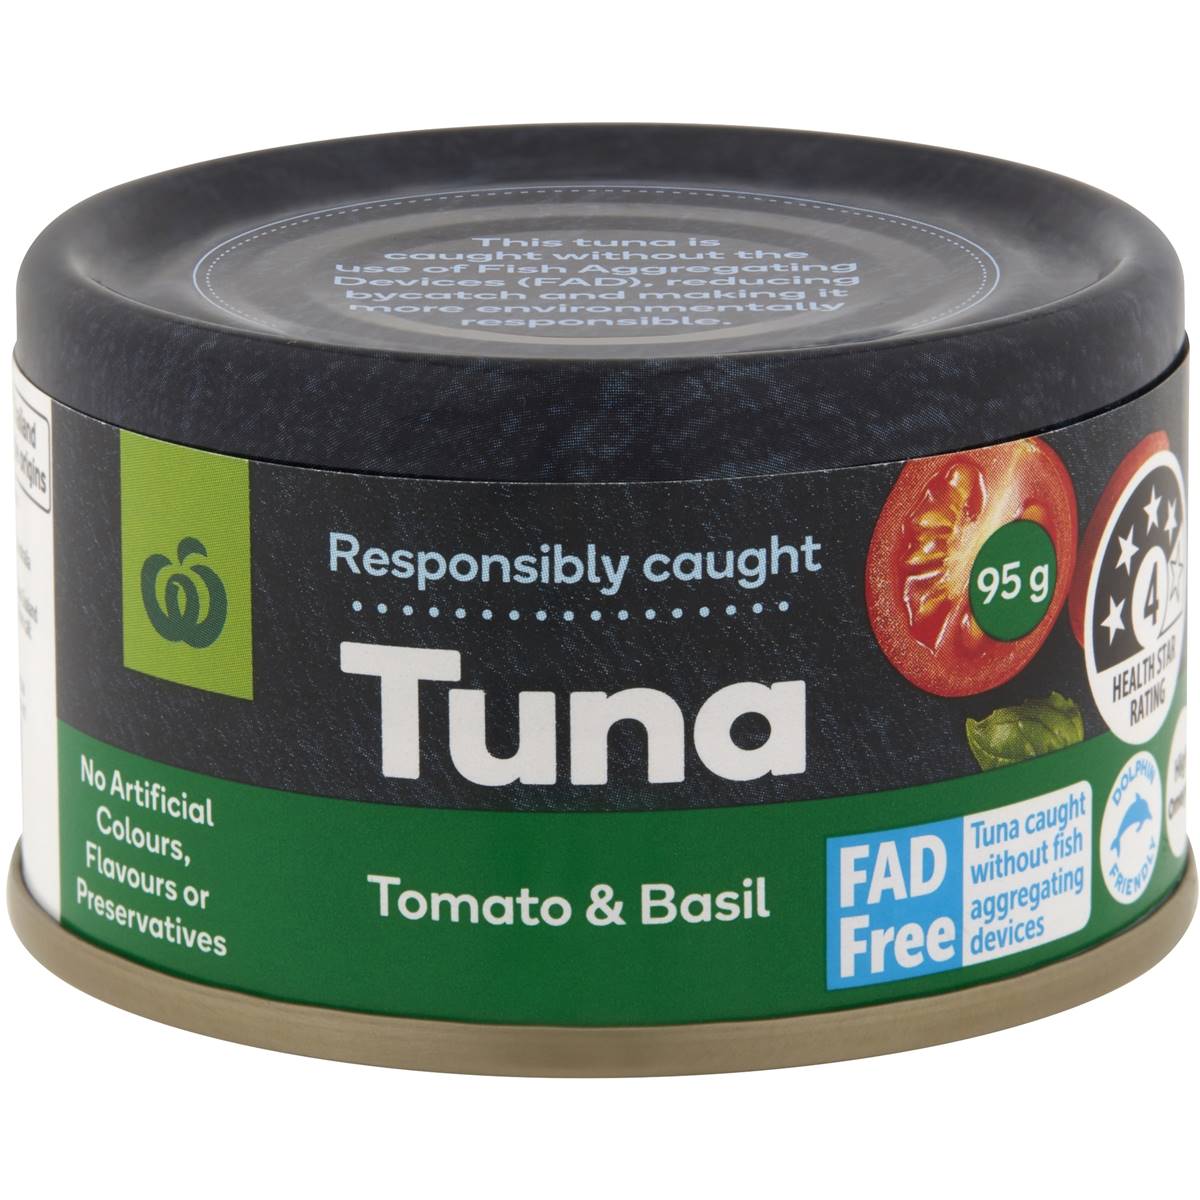 This tuna is
caught without the
use of Fish Aggregating
Devices (FAD), reducing
bycatch and making it
more environmentally
responsible.
origins
Responsibly caught
Tuna
95 g
4
HEALTH STAR
RATING
No Artificial
Colours,
Flavours or
Preservatives
Tomato & Basil
FAD
Free
Tuna caught
without fish
aggregating
devices
DOLPHIN
FRIENDLY